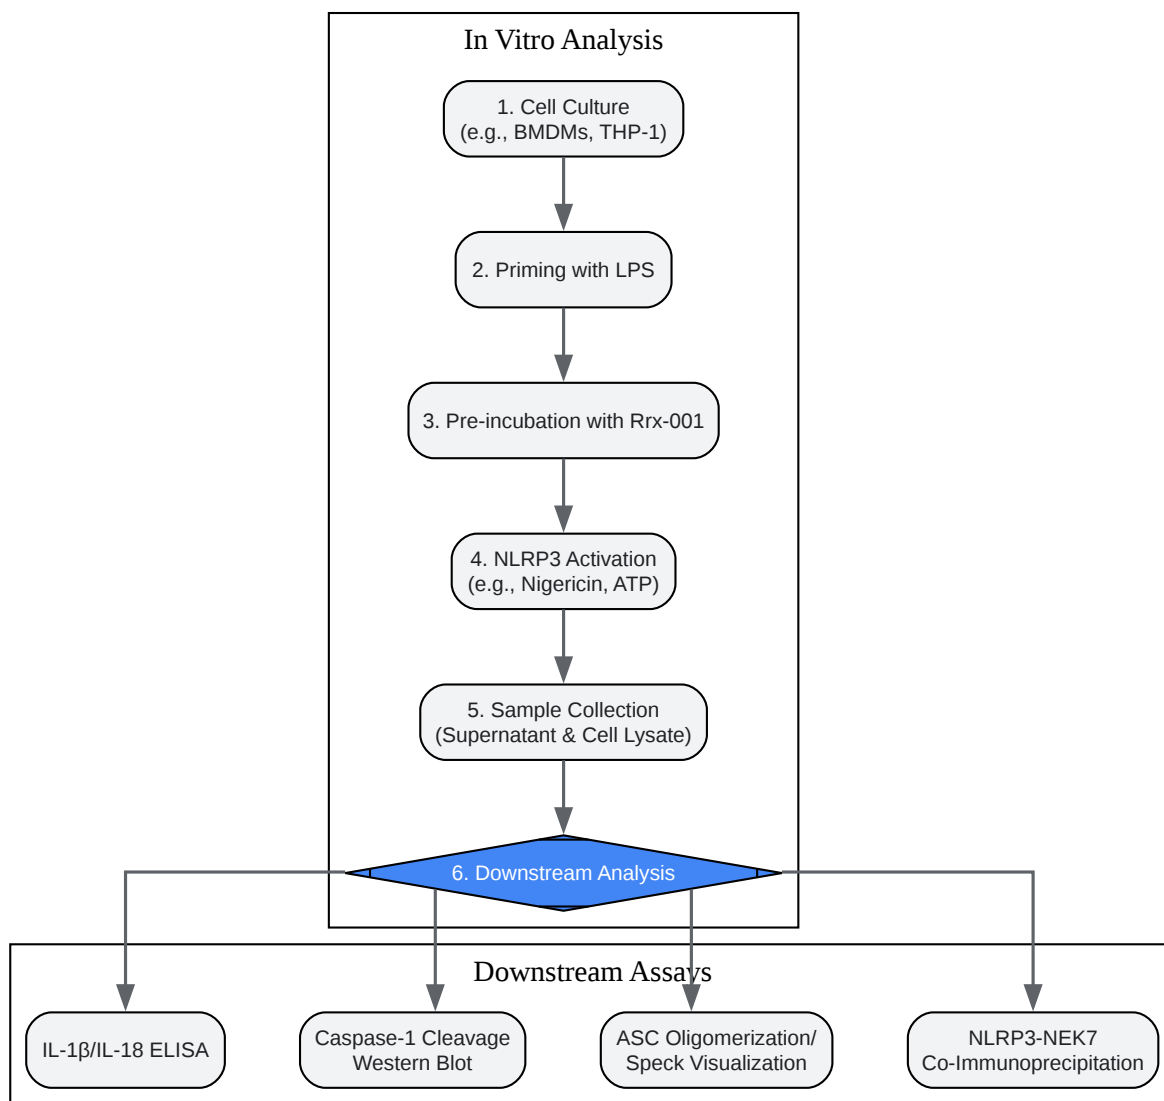 In Vitro Analysis
1. Cell Culture
(e.g., BMDMs, THP-1)
2. Priming with LPS
3. Pre-incubation with Rrx-001
4. NLRP3 Activation
(e.g., Nigericin, ATP)
5. Sample Collection
(Supernatant & Cell Lysate)
6. Downstream Analysis
Downstream Assays
IL-1β/IL-18 ELISA
Caspase-1 Cleavage
Western Blot
ASC Oligomerization/
Speck Visualization
NLRP3-NEK7
Co-Immunoprecipitation